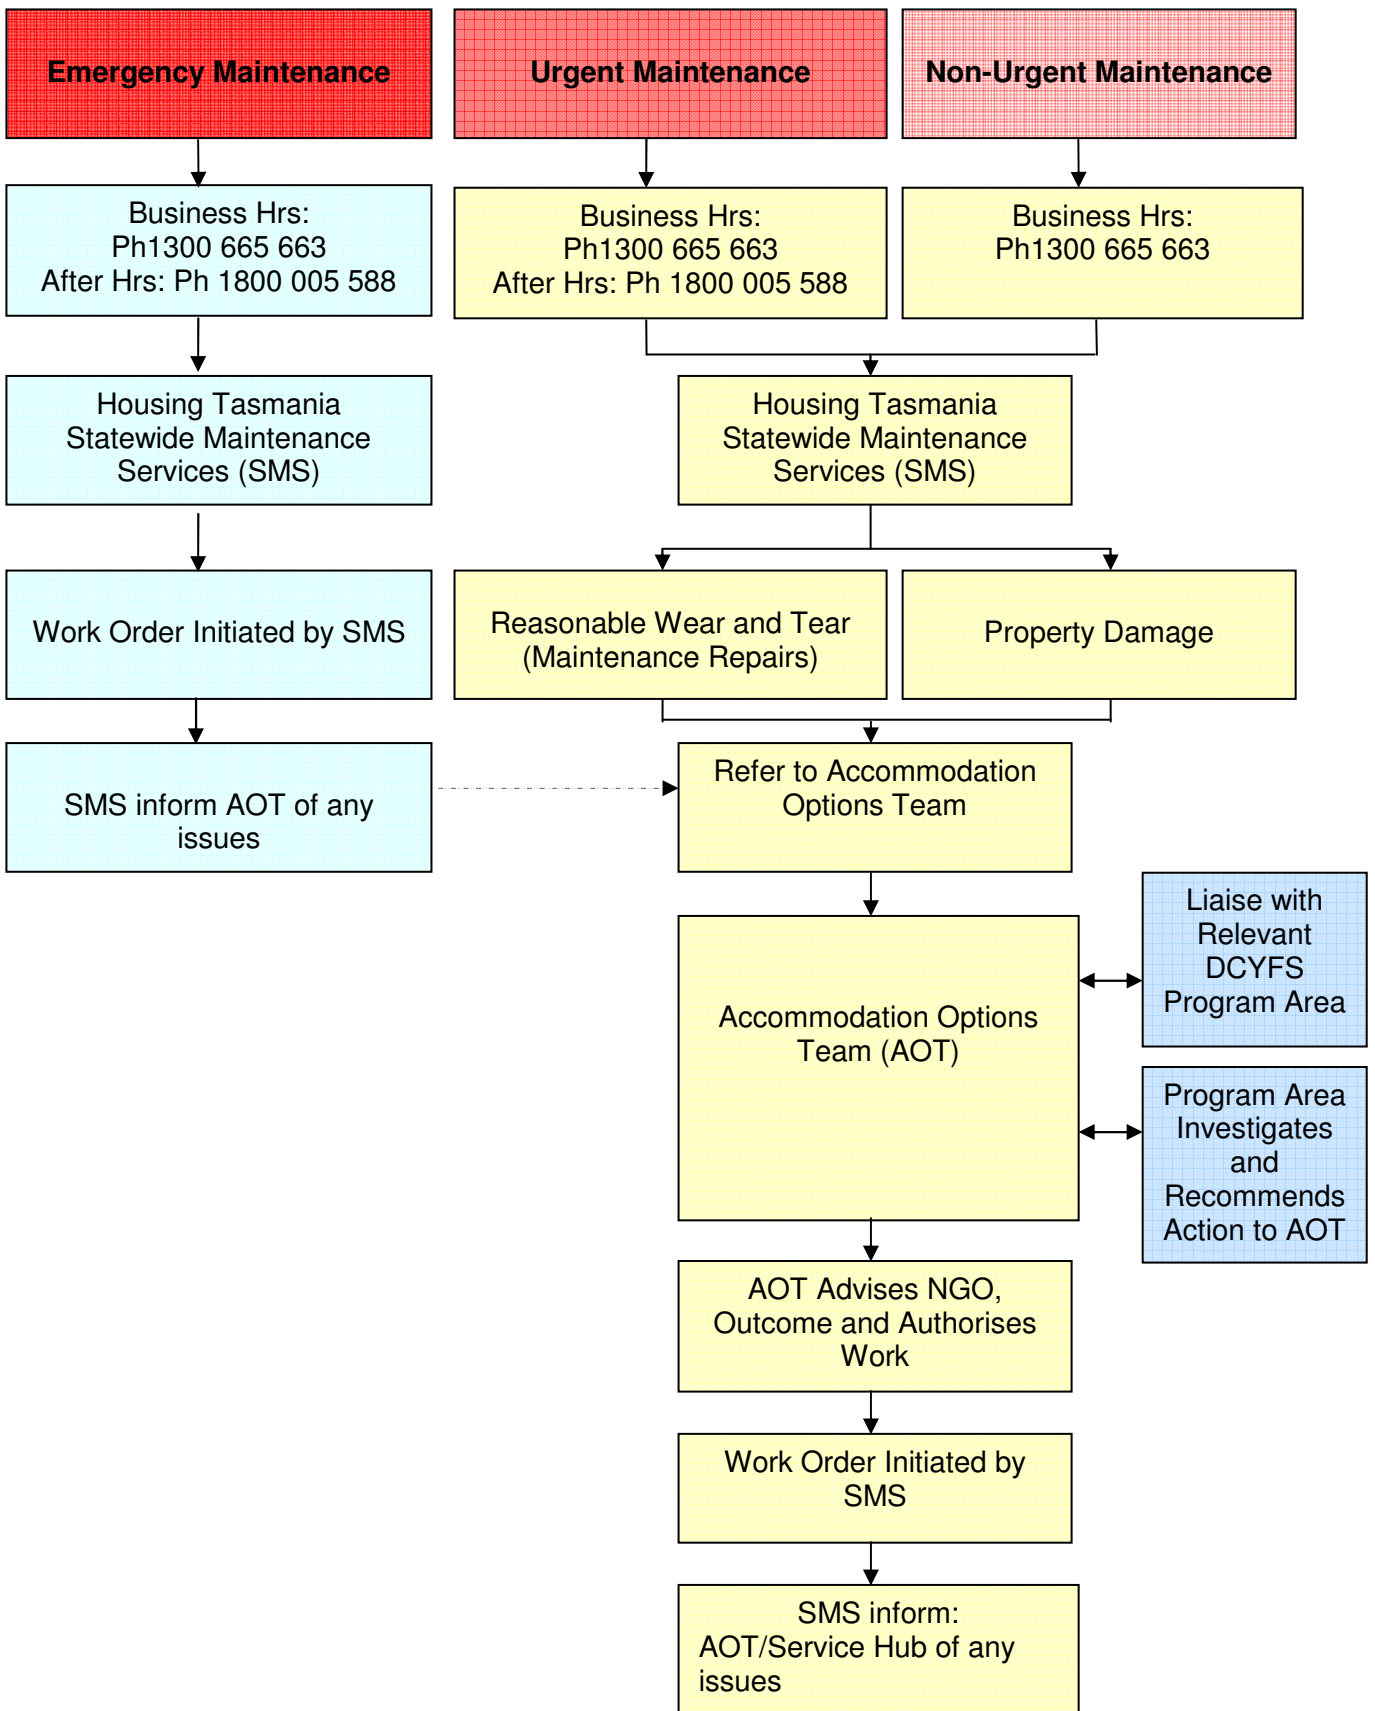 Emergency Maintenance
Urgent Maintenance
Non-Urgent Maintenance
Business Hrs:
Ph1300 665 663
After Hrs: Ph 1800 005 588
Business Hrs:
Ph1300 665 663
After Hrs: Ph 1800 005 588
Business Hrs:
Ph1300 665 663
Housing Tasmania
Statewide Maintenance
Services (SMS)
Housing Tasmania
Statewide Maintenance
Services (SMS)
Work Order Initiated by SMS
Reasonable Wear and Tear
(Maintenance Repairs)
Property Damage
SMS inform AOT of any
issues
Refer to Accommodation
Options Team
Liaise with
Relevant
DCYFS
Program Area
Accommodation Options
Team (AOT)
Program Area
Investigates
and
Recommends
Action to AOT
AOT Advises NGO,
Outcome and Authorises
Work
Work Order Initiated by
SMS
SMS inform:
AOT/Service Hub of any
issues